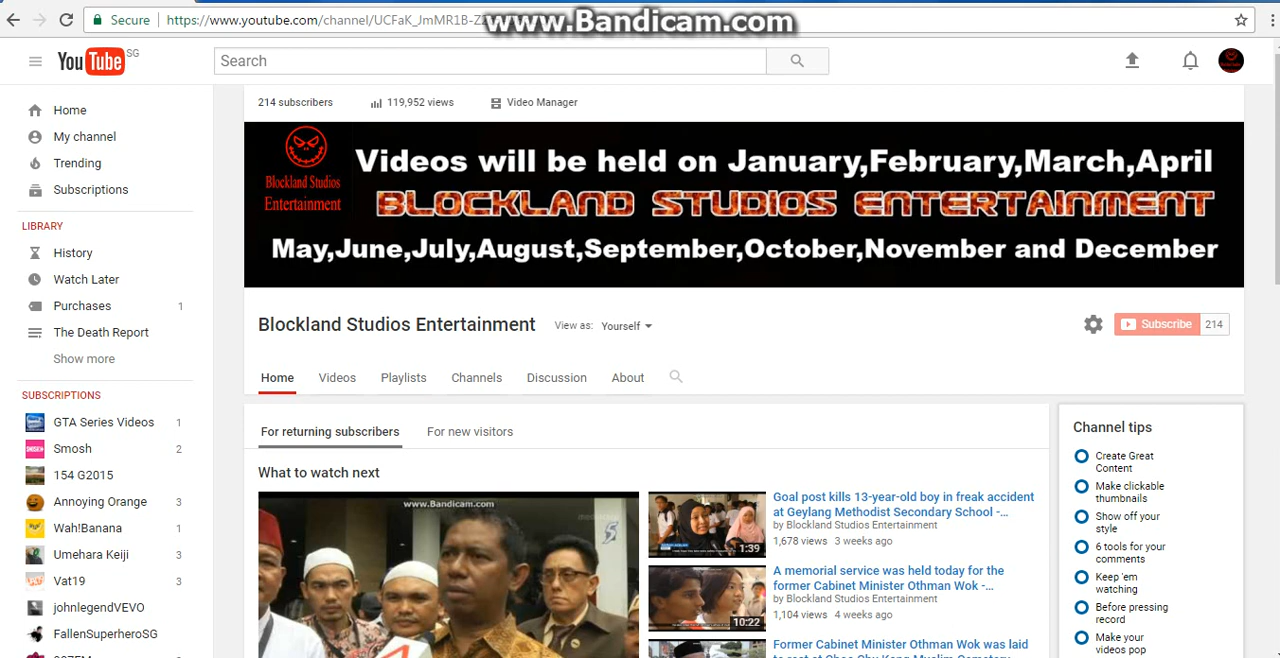 Secure
https://www.youtube.com/channel/UCFaK_JmMR1B-Z
www.Bandicam.com
YouTube SG
Search
Home
My channel
Trending
Subscriptions
LIBRARY
History
Watch Later
Purchases 1
The Death Report
Show more
SUBSCRIPTIONS
GTA Series Videos 1
Smosh 2
154 G2015
Annoying Orange 3
Wah!Banana 1
Umehara Keiji 3
Vat19 3
johnlegendVEVO
FallenSuperheroSG
214 subscribers
119,952 views
Video Manager
Blockland Studios
Entertainment
Videos will be held on January,February,March,April
BLOCKLAND STUDIOS ENTERTAINMENT
May,June,July,August,September,October,November and December
Blockland Studios Entertainment
View as: Yourself
Subscribe 214
Home
Videos
Playlists
Channels
Discussion
About
For returning subscribers
For new visitors
What to watch next
www.Bandicam.com
mediacorp
5
1:39
Goal post kills 13-year-old boy in freak accident
at Geylang Methodist Secondary School -...
by Blockland Studios Entertainment
1,678 views 3 weeks ago
10:22
A memorial service was held today for the
former Cabinet Minister Othman Wok -...
by Blockland Studios Entertainment
1,104 views 4 weeks ago
Former Cabinet Minister Othman Wok was laid
to rest at Choa Chu Kang Muslim Cemetery
Channel tips
Create Great
Content
Make clickable
thumbnails
Show off your
style
6 tools for your
comments
Keep 'em
watching
Before pressing
record
Make your
videos pop